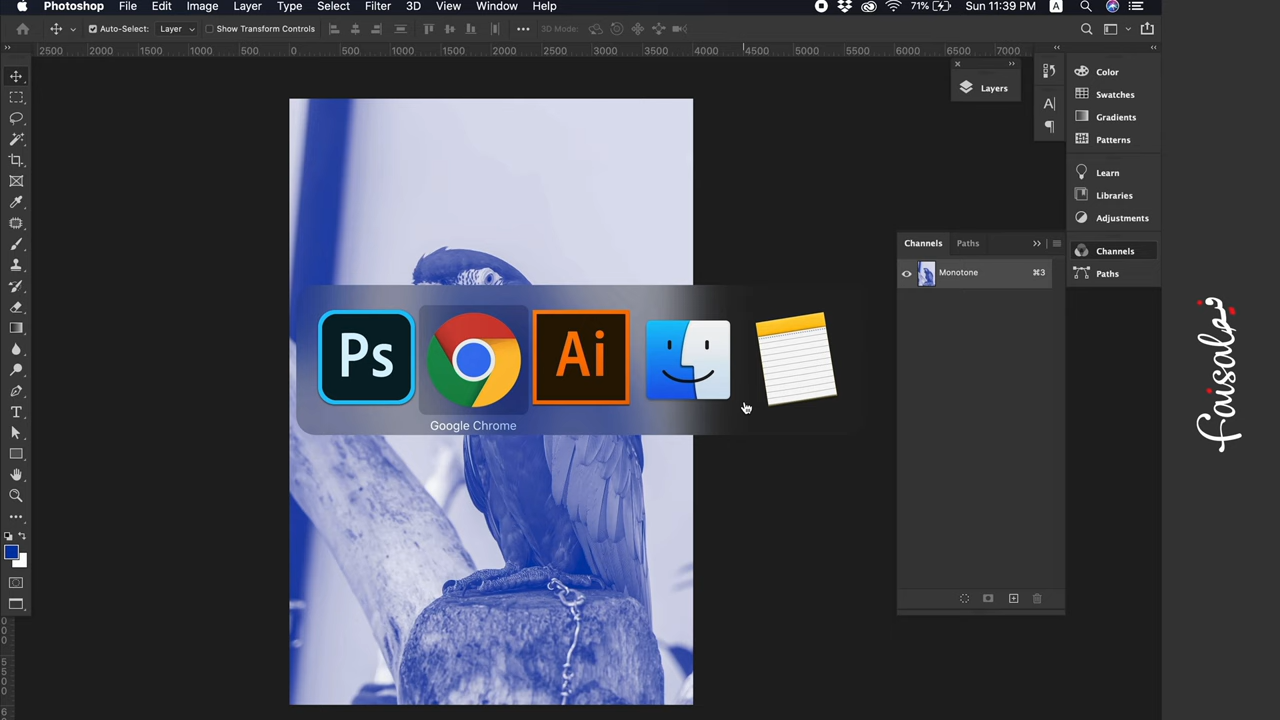 Photoshop File Edit Image Layer Type Select Filter 3D View Window Help 71% Sun 11:39 PM A
Auto-Select: Layer Show Transform Controls 3D Mode:
2500 2000 1500 1000 500 0 500 1000 1500 2000 2500 3000 3500 4000 4500 5000 5500 6000 6500 7000
Layers
Color
Swatches
Gradients
Patterns
Learn
Libraries
Adjustments
Channels
Paths
Channels Paths
Monotone ⌘3
Ps
Ai
Google Chrome
faisalpi